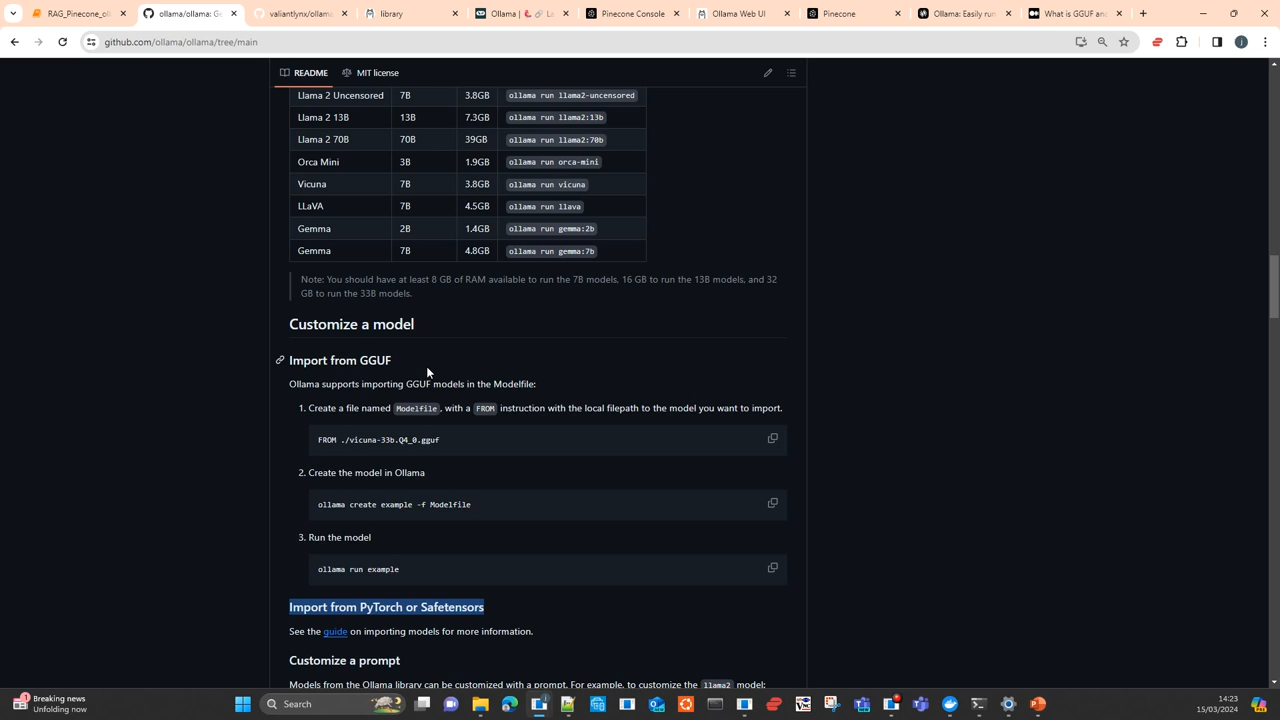 RAG_Pinecone_oll
ollama/ollama: Ge
valiantlynx/ollama
library
Ollama | 🦜️🔗 La
Pinecone Console
Ollama Web UI
Pinecone
Ollama: Easily run
What is GGUF and
github.com/ollama/ollama/tree/main
README
MIT license
Llama 2 Uncensored 7B 3.8GB ollama run llama2-uncensored
Llama 2 13B 13B 7.3GB ollama run llama2:13b
Llama 2 70B 70B 39GB ollama run llama2:70b
Orca Mini 3B 1.9GB ollama run orca-mini
Vicuna 7B 3.8GB ollama run vicuna
LLaVA 7B 4.5GB ollama run llava
Gemma 2B 1.4GB ollama run gemma:2b
Gemma 7B 4.8GB ollama run gemma:7b
Note: You should have at least 8 GB of RAM available to run the 7B models, 16 GB to run the 13B models, and 32
GB to run the 33B models.
Customize a model
Import from GGUF
Ollama supports importing GGUF models in the Modelfile:
1. Create a file named Modelfile, with a FROM instruction with the local filepath to the model you want to import.
FROM ./vicuna-33b.Q4_0.gguf
2. Create the model in Ollama
ollama create example -f Modelfile
3. Run the model
ollama run example
Import from PyTorch or Safetensors
See the guide on importing models for more information.
Customize a prompt
Models from the Ollama library can be customized with a prompt. For example, to customize the llama2 model:
1
Breaking news
Unfolding now
Search
14:23
15/03/2024